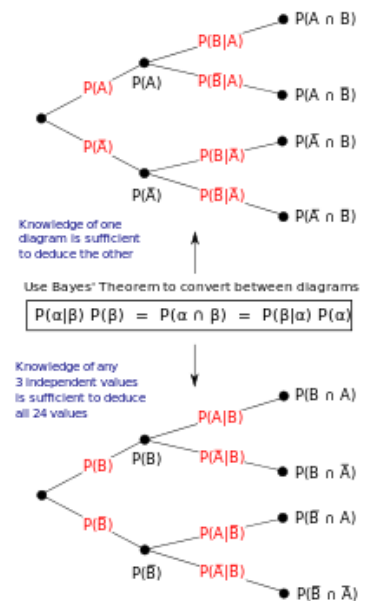 P(A ∩ B)
P(B|A)
P(A)
P(A)
P(B̄|A)
P(A ∩ B̄)
P(Ā)
P(B|Ā)
P(Ā ∩ B)
P(Ā)
P(B̄|Ā)
P(Ā ∩ B̄)
Knowledge of one
diagram is sufficient
to deduce the other
Use Bayes' Theorem to convert between diagrams
P(α|β) P(β) = P(α ∩ β) = P(β|α) P(α)
Knowledge of any
3 independent values
is sufficient to deduce
all 24 values
P(B ∩ A)
P(A|B)
P(B)
P(B)
P(Ā|B)
P(B ∩ Ā)
P(B̄)
P(A|B̄)
P(B̄ ∩ A)
P(B̄)
P(Ā|B̄)
P(B̄ ∩ Ā)